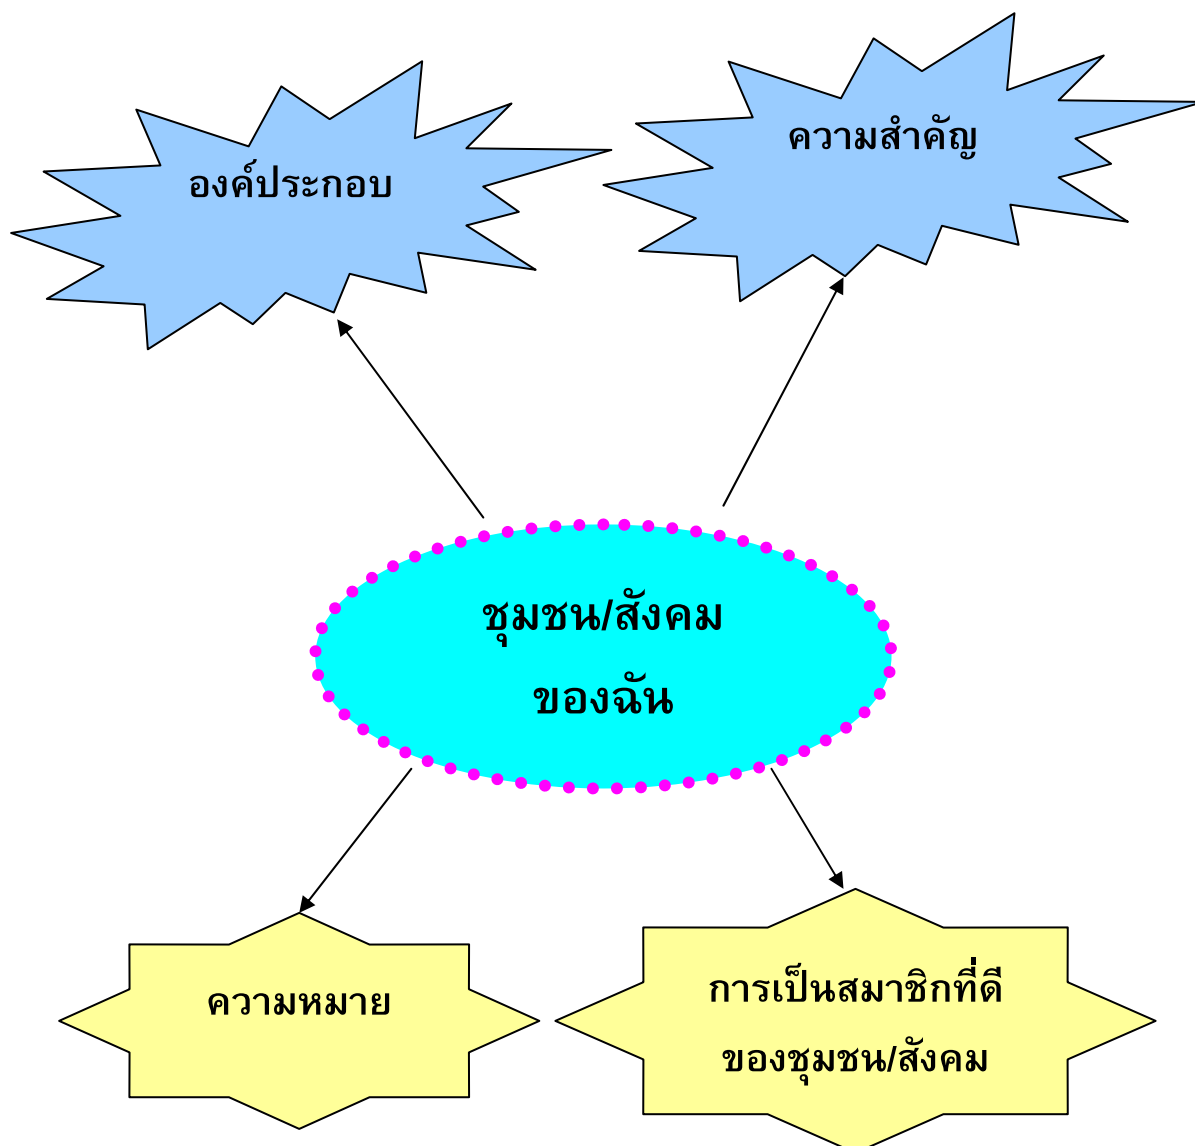 ความสำคัญ
องค์ประกอบ
ชุมชน/สังคม
ของฉัน
ความหมาย
การเป็นสมาชิกที่ดี
ของชุมชน/สังคม